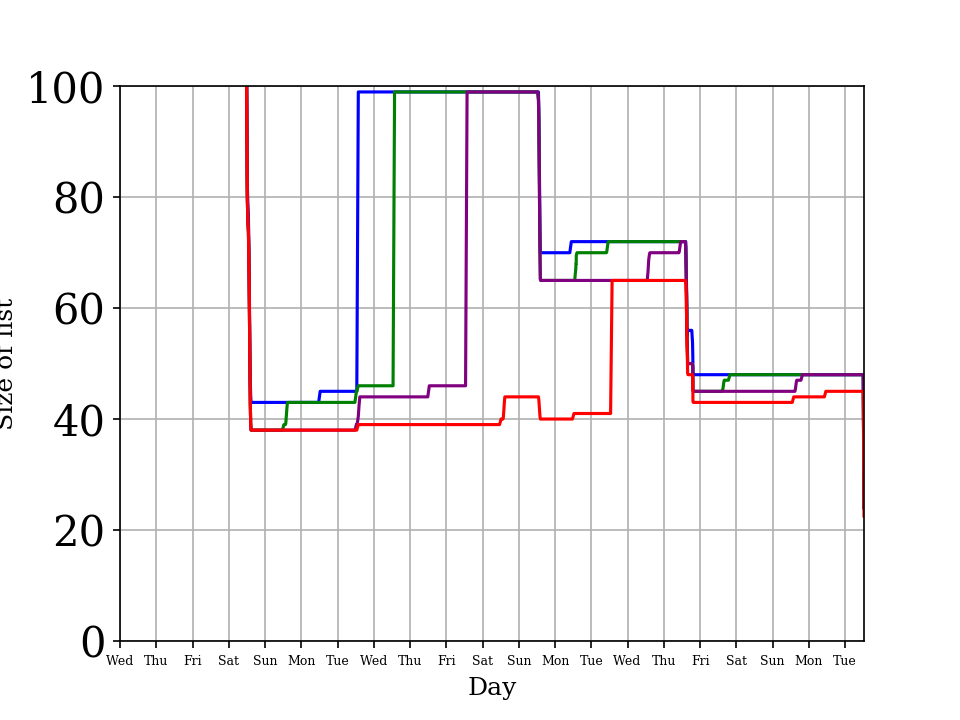 100
80
60
40
20
0
Size of list
Wed Thu Fri Sat Sun Mon Tue Wed Thu Fri Sat Sun Mon Tue Wed Thu Fri Sat Sun Mon Tue
Day